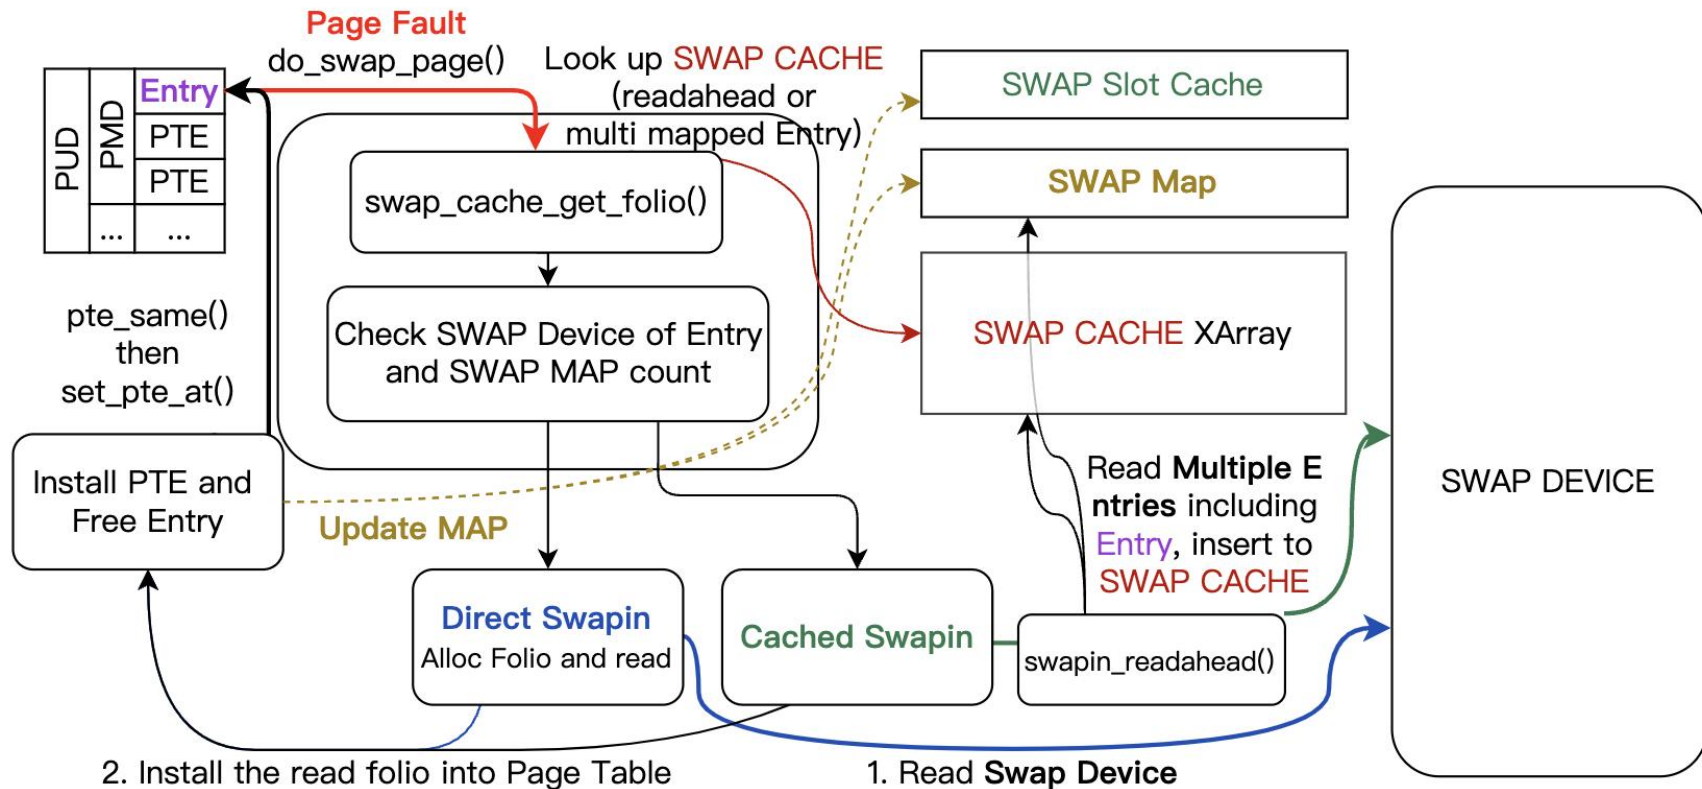 Page Fault
do_swap_page()
Look up SWAP CACHE
(readahead or
multi mapped Entry)
PUD
PMD
Entry
PTE
PTE
...
...
swap_cache_get_folio()
Check SWAP Device of Entry
and SWAP MAP count
pte_same()
then
set_pte_at()
Install PTE and
Free Entry
Update MAP
SWAP Slot Cache
SWAP Map
SWAP CACHE XArray
Read Multiple E
ntries including
Entry, insert to
SWAP CACHE
SWAP DEVICE
Direct Swapin
Alloc Folio and read
Cached Swapin
swapin_readahead()
2. Install the read folio into Page Table
1. Read Swap Device